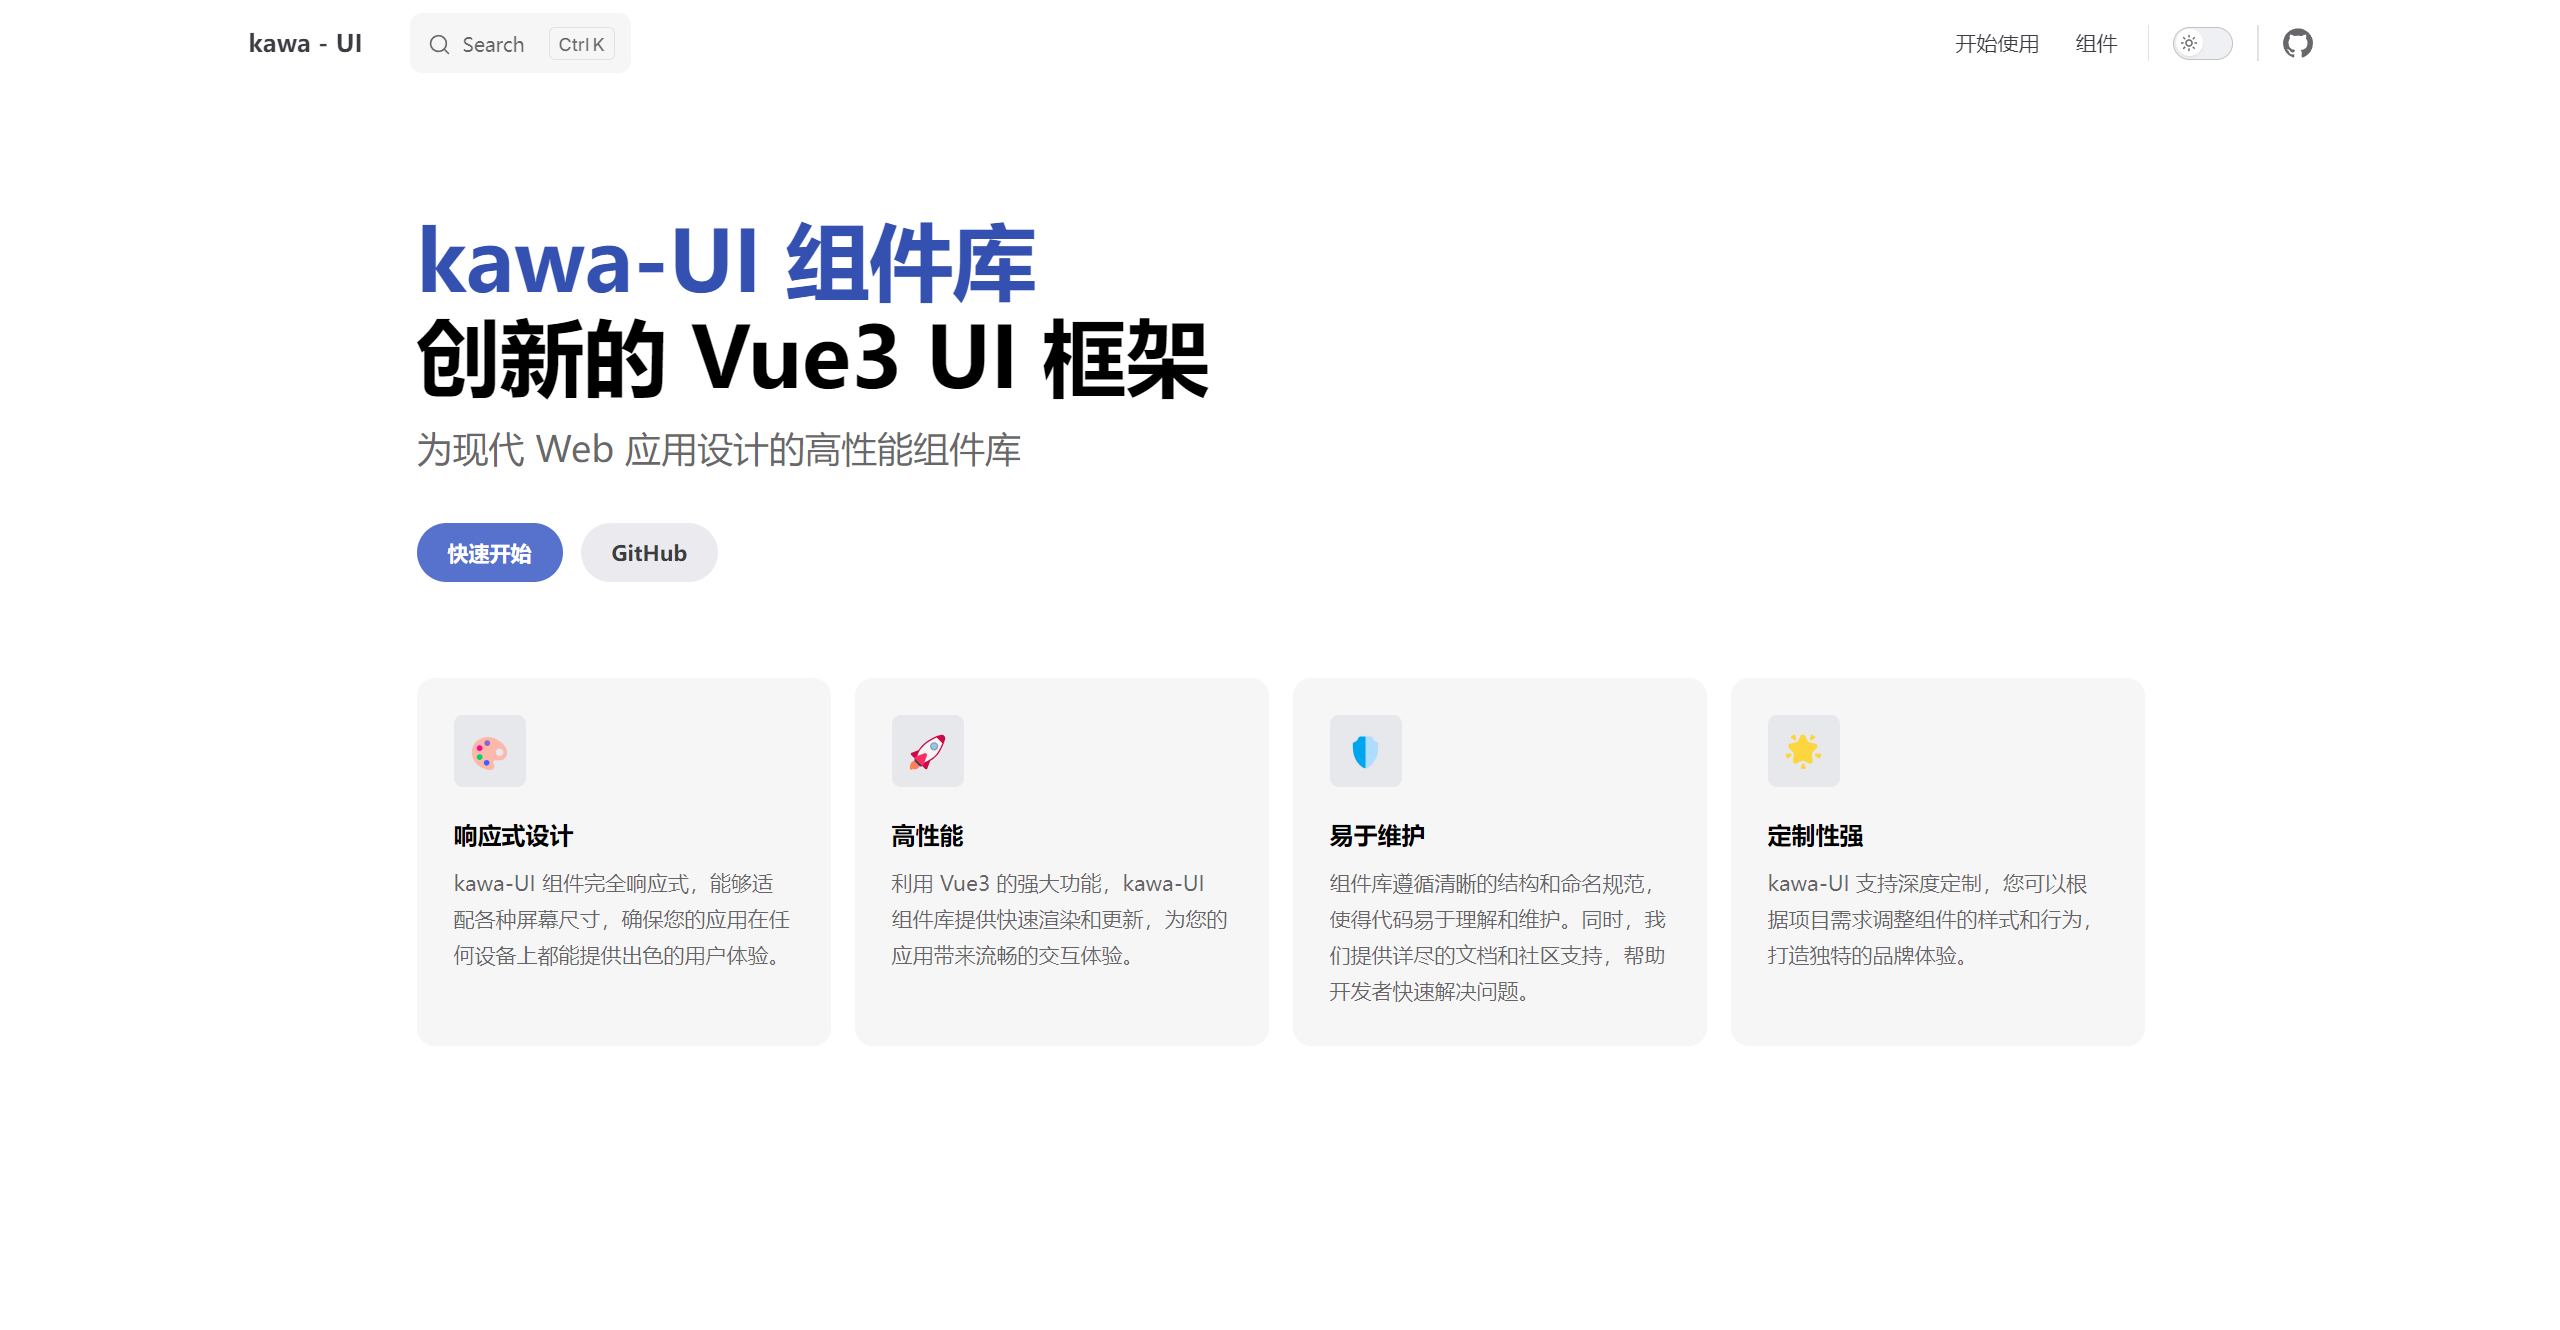 kawa - UI
Search Ctrl K
开始使用
组件
kawa-UI 组件库
创新的 Vue3 UI 框架
为现代 Web 应用设计的高性能组件库
快速开始
GitHub
响应式设计
kawa-UI 组件完全响应式，能够适
配各种屏幕尺寸，确保您的应用在任
何设备上都能提供出色的用户体验。
高性能
利用 Vue3 的强大功能，kawa-UI
组件库提供快速渲染和更新，为您的
应用带来流畅的交互体验。
易于维护
组件库遵循清晰的结构和命名规范，
使得代码易于理解和维护。同时，我
们提供详尽的文档和社区支持，帮助
开发者快速解决问题。
定制性强
kawa-UI 支持深度定制，您可以根
据项目需求调整组件的样式和行为，
打造独特的品牌体验。